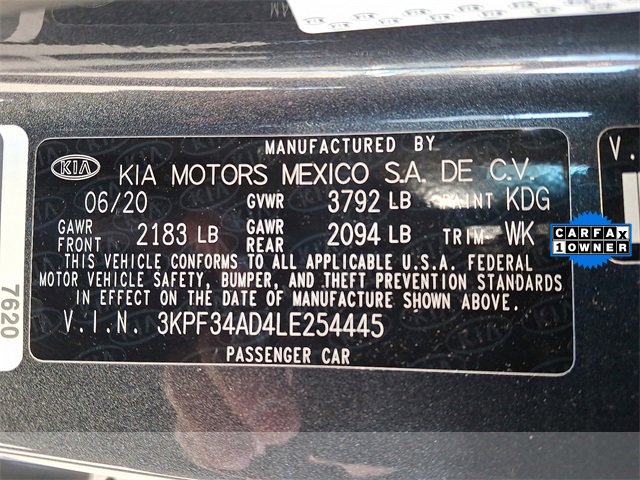 MANUFACTURED BY
KIA KIA MOTORS MEXICO S.A. DE C.V.
06/20 GVWR 3792 LB PAINT KDG
GAWR FRONT 2183 LB GAWR REAR 2094 LB TRIM- WK
THIS VEHICLE CONFORMS TO ALL APPLICABLE U.S.A. FEDERAL
MOTOR VEHICLE SAFETY, BUMPER, AND THEFT PREVENTION STANDARDS
IN EFFECT ON THE DATE OF MANUFACTURE SHOWN ABOVE.
V.I.N. 3KPF34AD4LE254445
PASSENGER CAR
7620
CARFAX
1 OWNER
V.